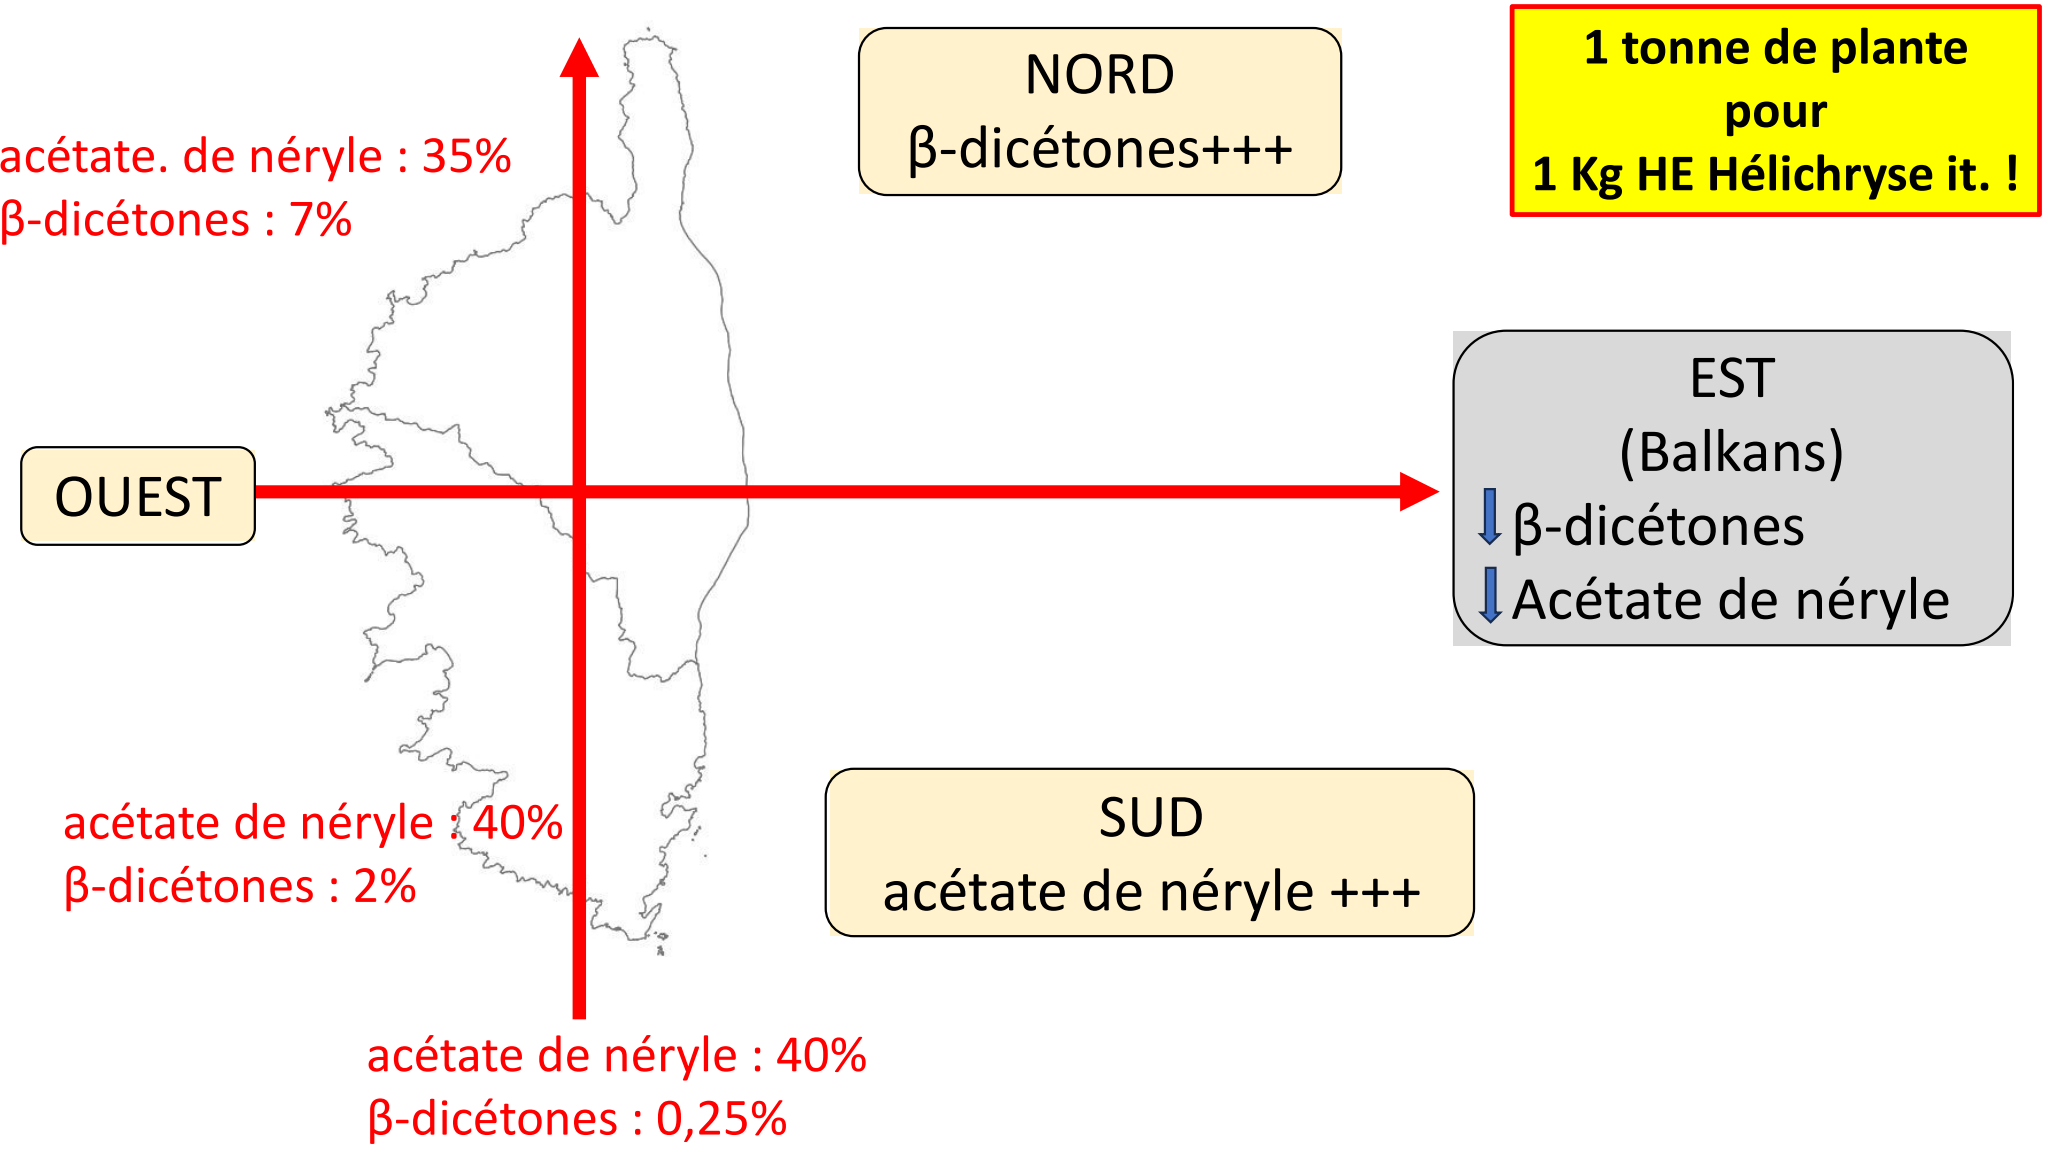 NORD
β-dicétones+++
1 tonne de plante
pour
1 Kg HE Hélichryse it. !
acétate. de néryle : 35%
β-dicétones : 7%
EST
(Balkans)
β-dicétones
Acétate de néryle
OUEST
acétate de néryle : 40%
β-dicétones : 2%
SUD
acétate de néryle +++
acétate de néryle : 40%
β-dicétones : 0,25%